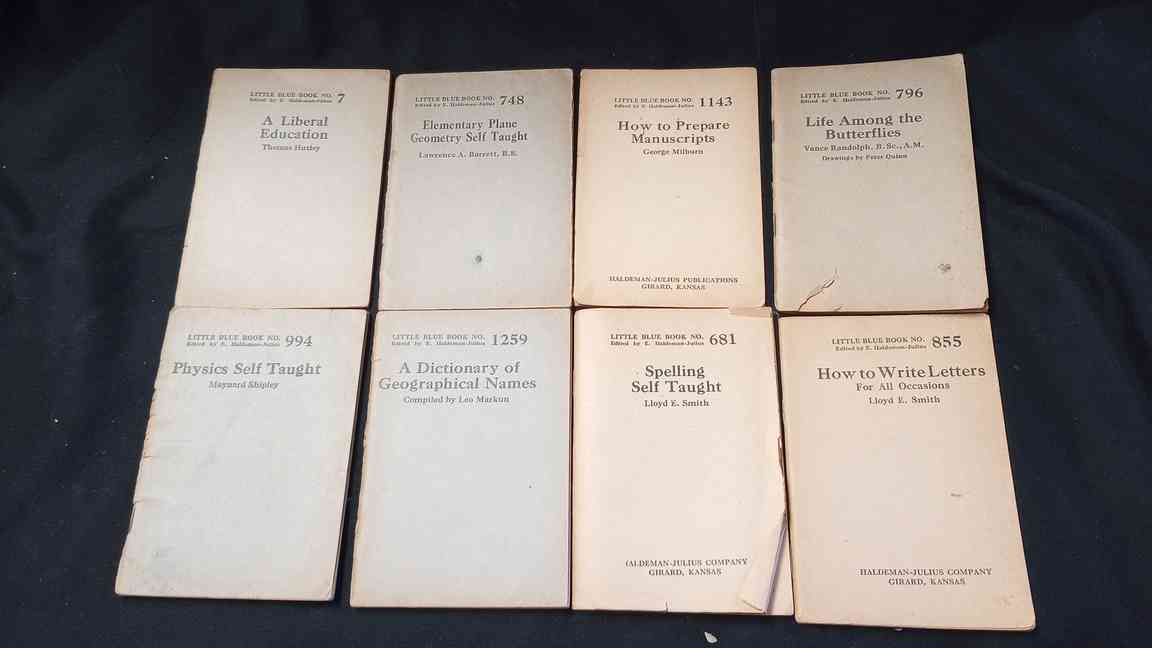 LITTLE BLUE BOOK NO. 7
Edited by E. Haldeman-Julius
A Liberal
Education
Thomas Huxley
LITTLE BLUE BOOK NO. 748
Edited by E. Haldeman-Julius
Elementary Plane
Geometry Self Taught
Lawrence A. Barrett, B.E.
LITTLE BLUE BOOK NO. 1143
Edited by E. Haldeman-Julius
How to Prepare
Manuscripts
George Milburn
HALDEMAN-JULIUS PUBLICATIONS
GIRARD, KANSAS
LITTLE BLUE BOOK NO. 796
Edited by E. Haldeman-Julius
Life Among the
Butterflies
Vance Randolph, B. Sc., A.M.
Drawings by Peter Quinn
LITTLE BLUE BOOK NO. 994
Edited by E. Haldeman-Julius
Physics Self Taught
Maynard Shipley
LITTLE BLUE BOOK NO. 1259
Edited by E. Haldeman-Julius
A Dictionary of
Geographical Names
Compiled by Leo Markun
LITTLE BLUE BOOK NO. 681
Edited by E. Haldeman-Julius
Spelling
Self Taught
Lloyd E. Smith
HALDEMAN-JULIUS COMPANY
GIRARD, KANSAS
LITTLE BLUE BOOK NO. 855
Edited by E. Haldeman-Julius
How to Write Letters
For All Occasions
Lloyd E. Smith
HALDEMAN-JULIUS COMPANY
GIRARD, KANSAS